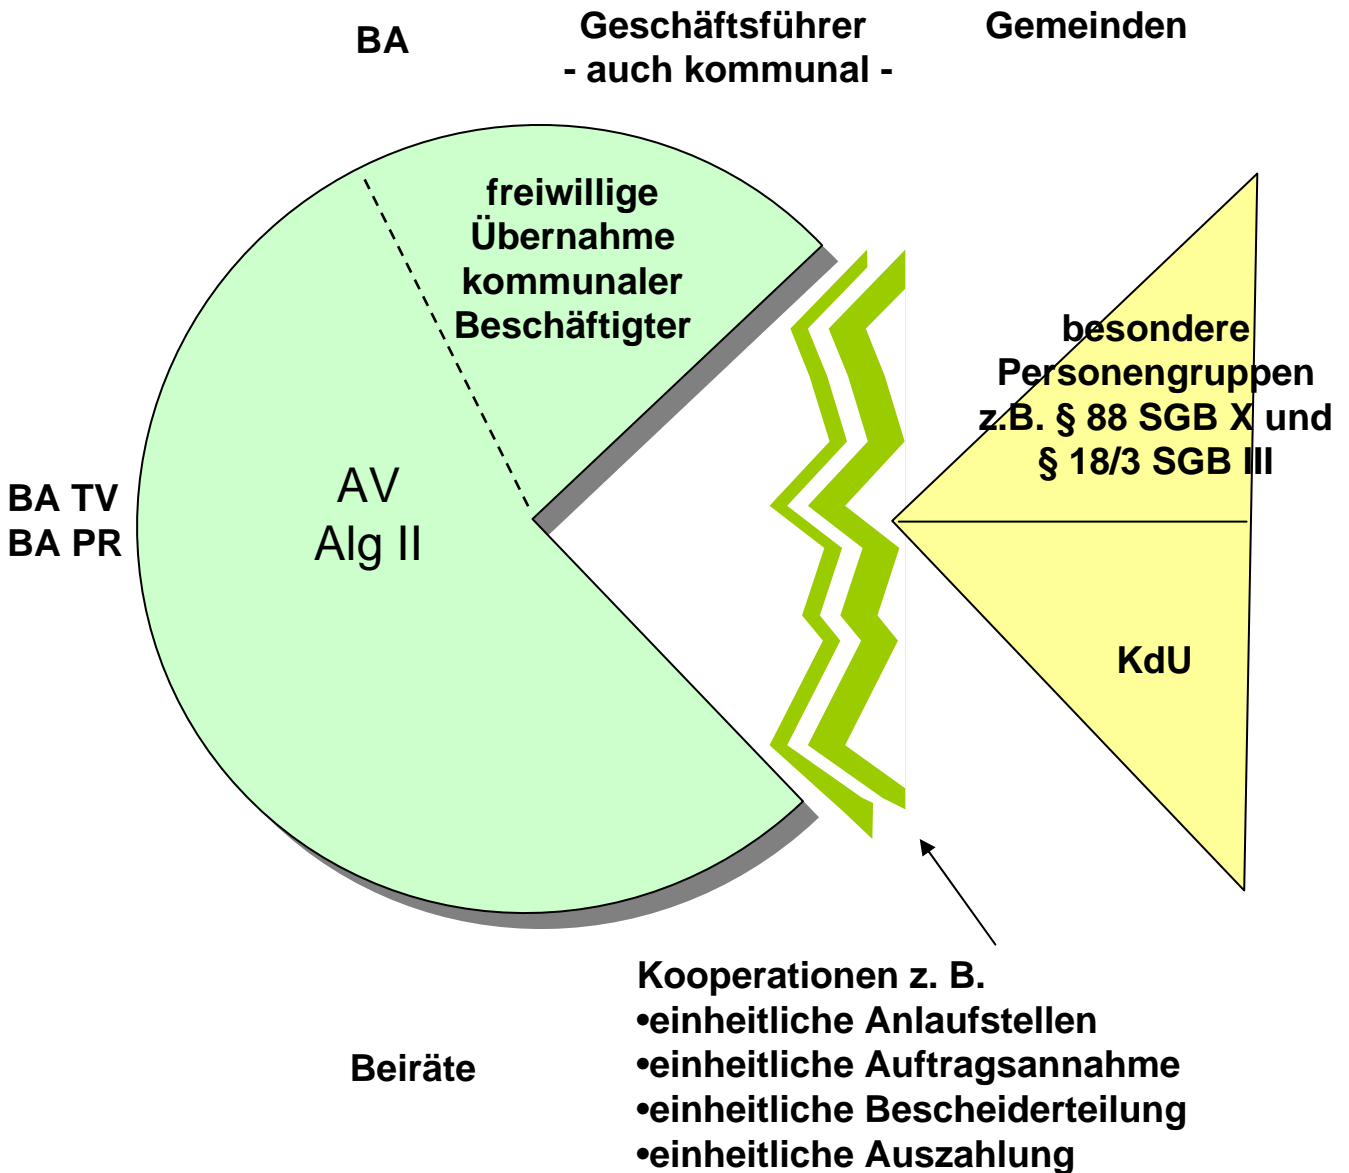 BA
Geschäftsführer
- auch kommunal -
Gemeinden
freiwillige
Übernahme
kommunaler
Beschäftigter
besondere
Personengruppen
z.B. § 88 SGB X und
§ 18/3 SGB III
AV
Alg II
BA TV
BA PR
KdU
Kooperationen z. B.
•einheitliche Anlaufstellen
•einheitliche Auftragsannahme
•einheitliche Bescheiderteilung
•einheitliche Auszahlung
Beiräte